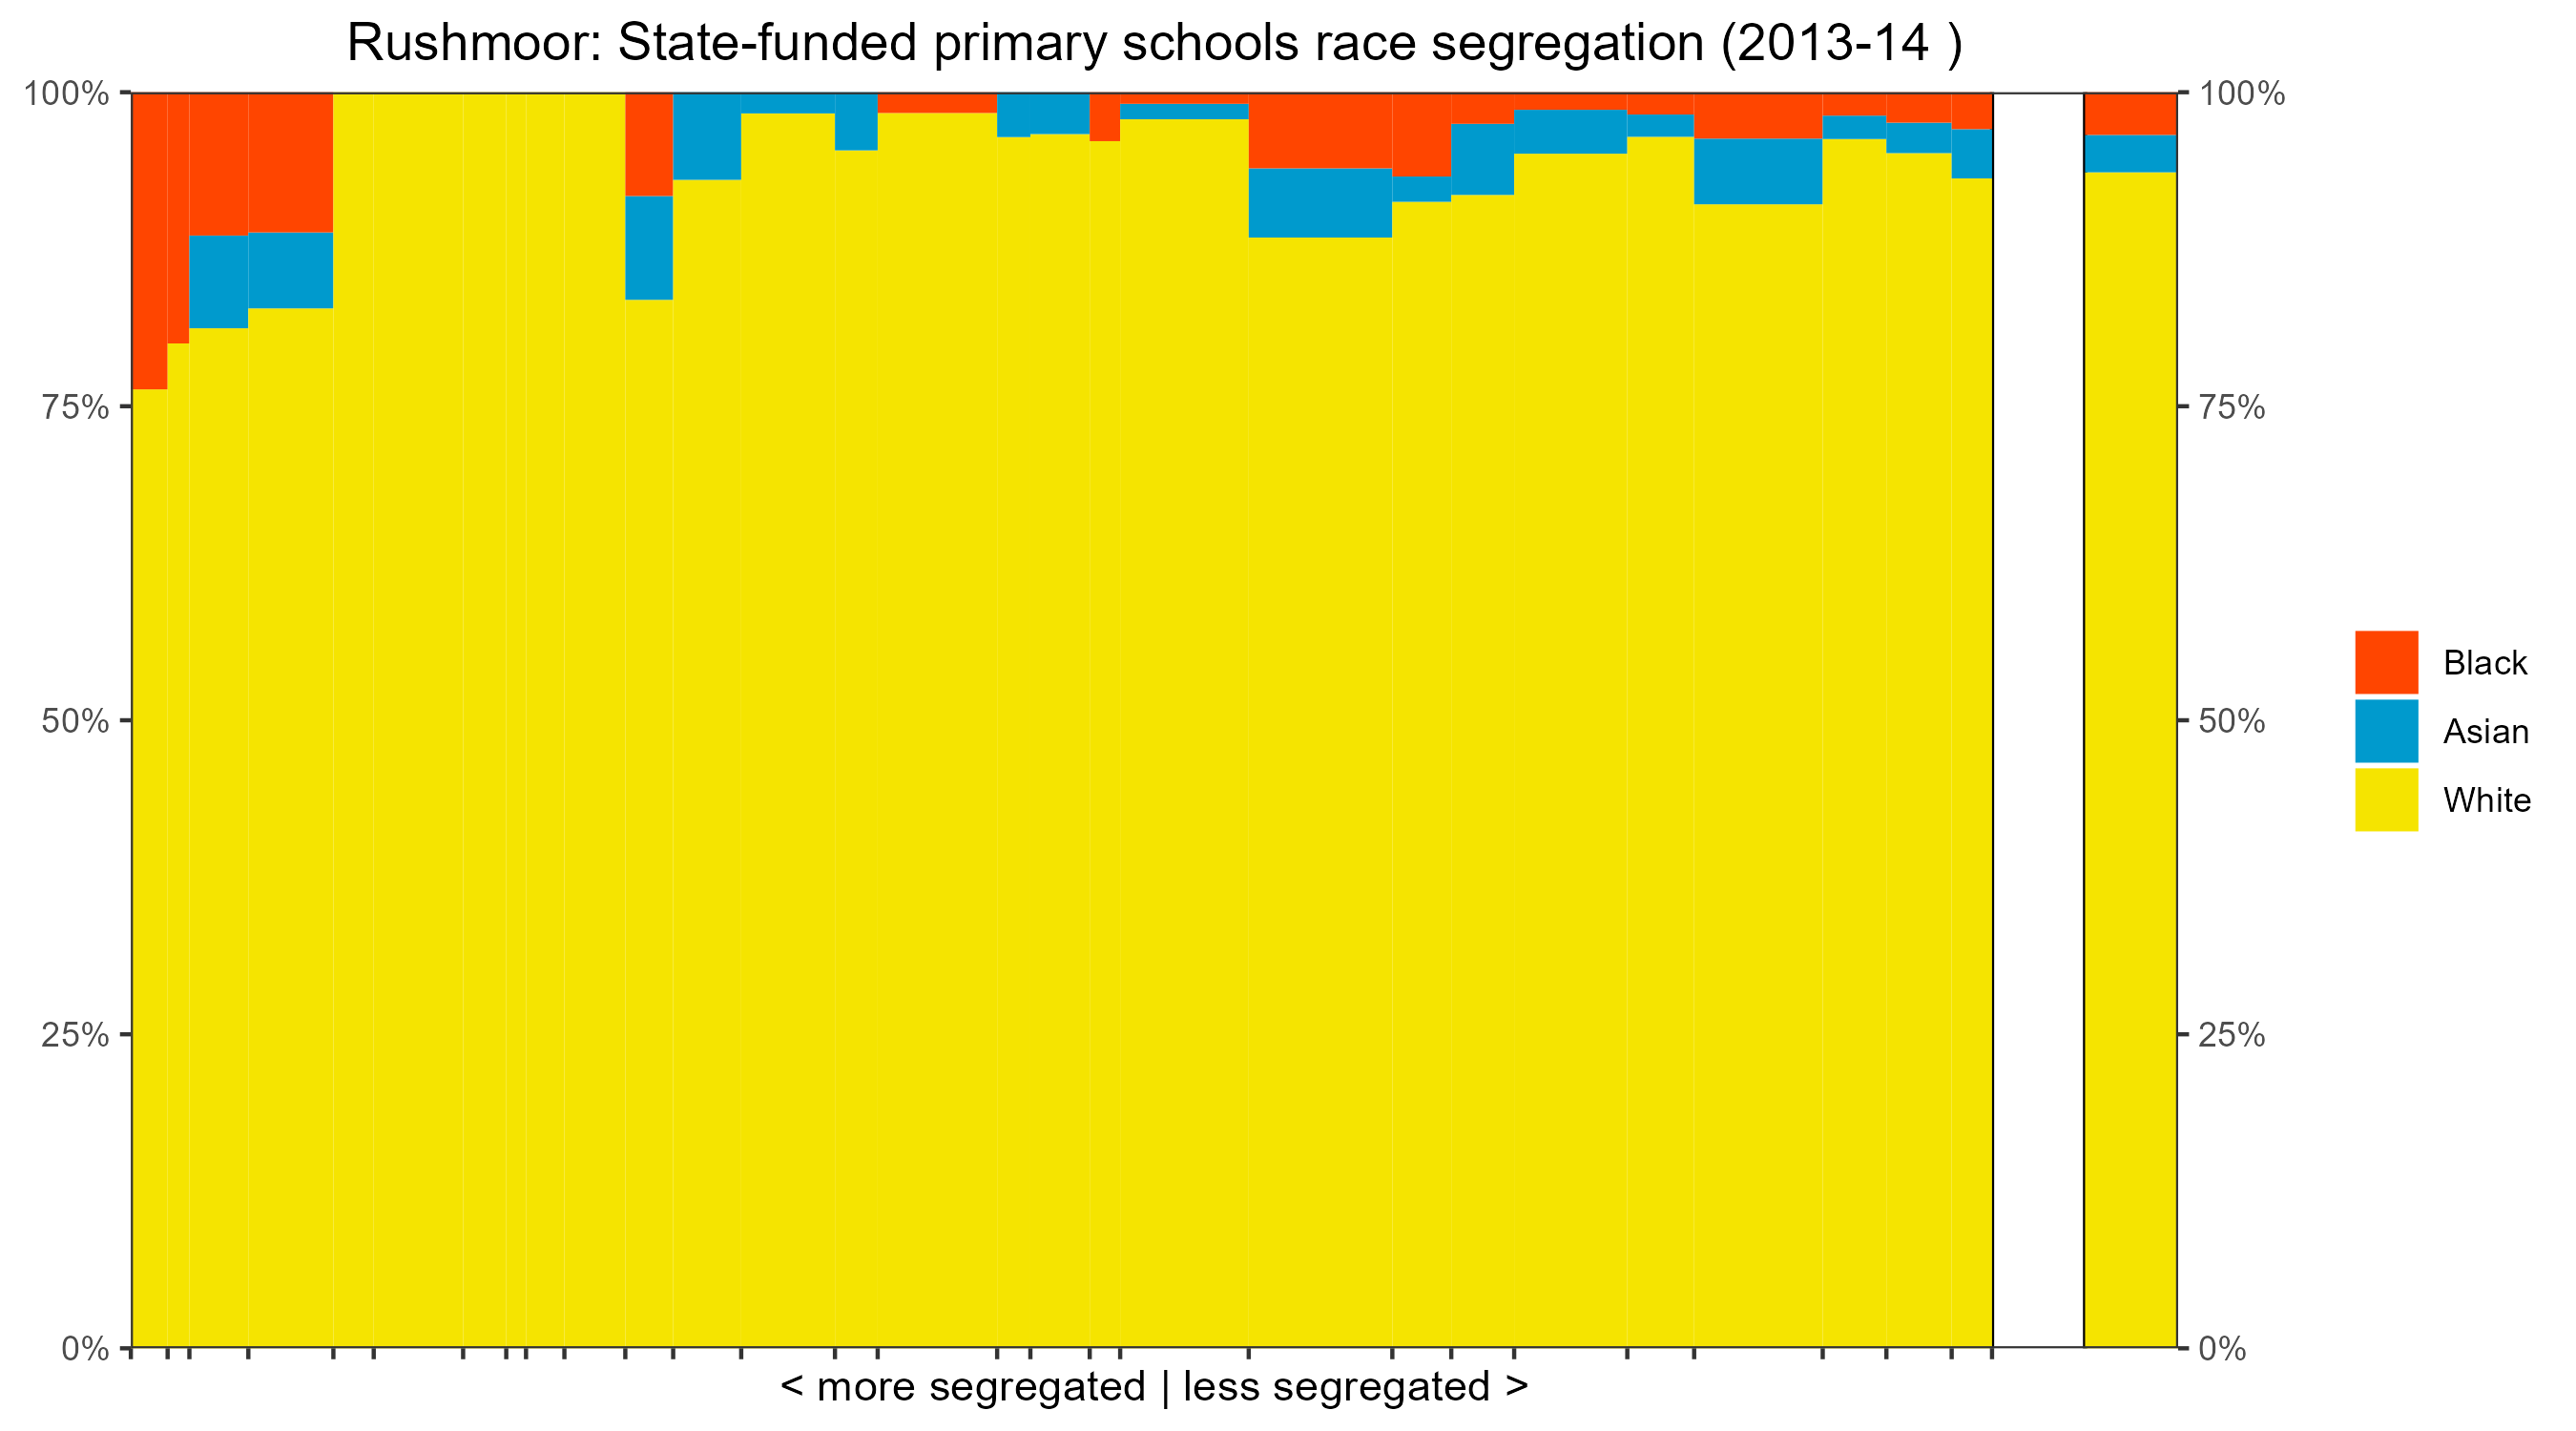 Rushmoor: State-funded primary schools race segregation (2013-14 )
100%
75%
50%
25%
0%
100%
75%
50%
25%
0%
Black
Asian
White
< more segregated | less segregated >